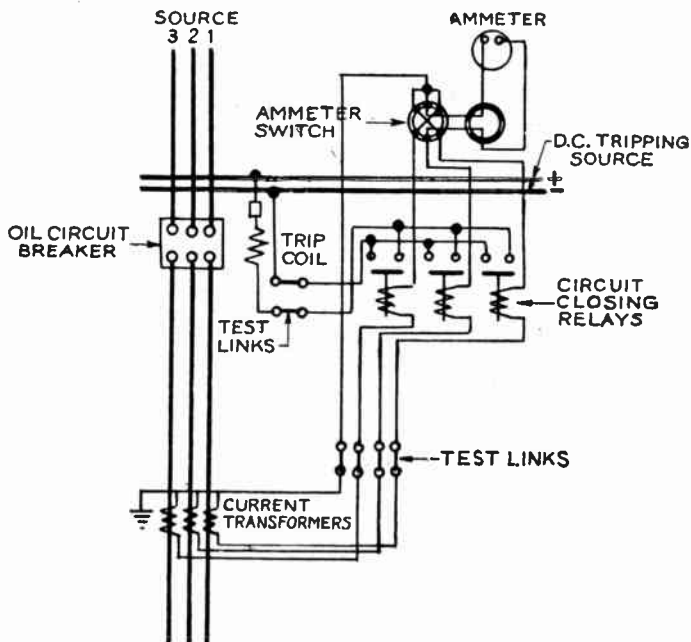 SOURCE
3 2 1
AMMETER
AMMETER
SWITCH
D.C. TRIPPING
SOURCE
+
-
OIL CIRCUIT
BREAKER
TRIP
COIL
TEST
LINKS
CIRCUIT
CLOSING
RELAYS
TEST LINKS
CURRENT
TRANSFORMERS